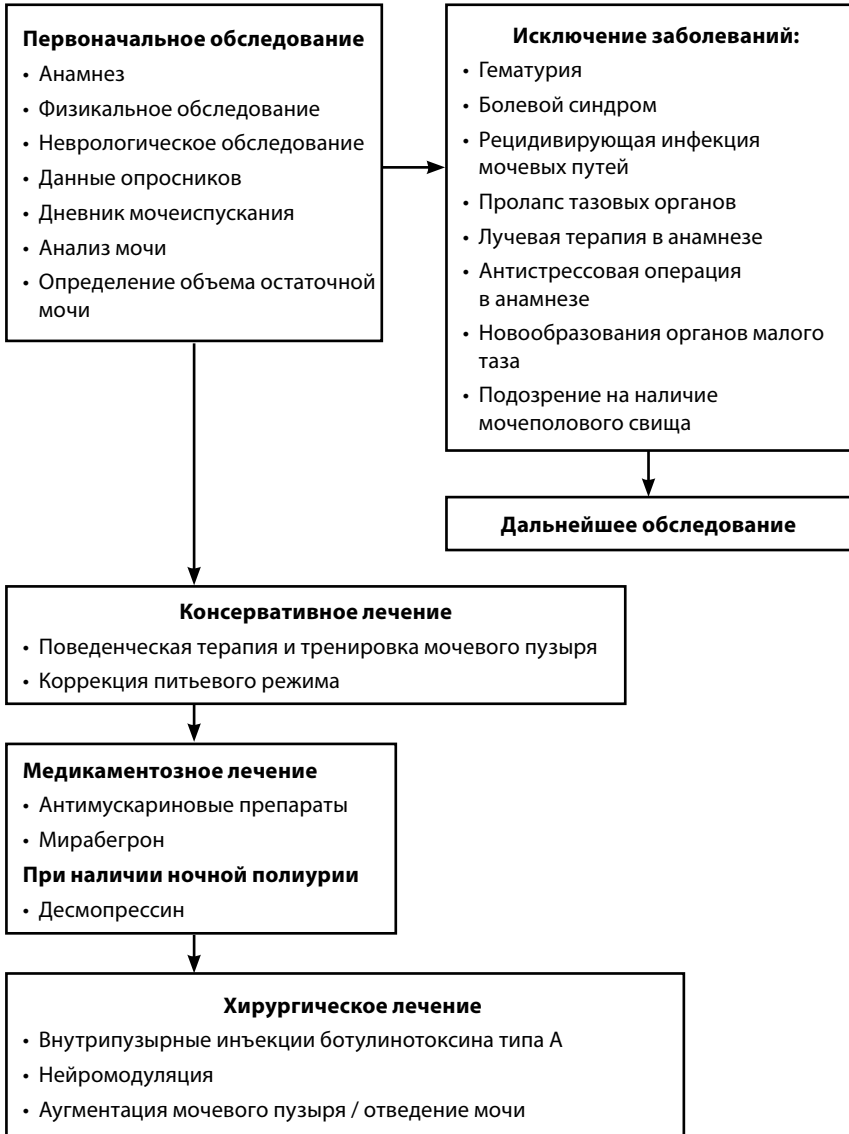 Первоначальное обследование
• Анамнез
• Физикальное обследование
• Неврологическое обследование
• Данные опросников
• Дневник мочеиспускания
• Анализ мочи
• Определение объема остаточной
мочи
Исключение заболеваний:
• Гематурия
• Болевой синдром
• Рецидивирующая инфекция
мочевых путей
• Пролапс тазовых органов
• Лучевая терапия в анамнезе
• Антистрессовая операция
в анамнезе
• Новообразования органов малого
таза
• Подозрение на наличие
мочеполового свища
Дальнейшее обследование
Консервативное лечение
• Поведенческая терапия и тренировка мочевого пузыря
• Коррекция питьевого режима
Медикаментозное лечение
• Антимускариновые препараты
• Мирабегрон
При наличии ночной полиурии
• Десмопрессин
Хирургическое лечение
• Внутрипузырные инъекции ботулинотоксина типа А
• Нейромодуляция
• Аугментация мочевого пузыря / отведение мочи